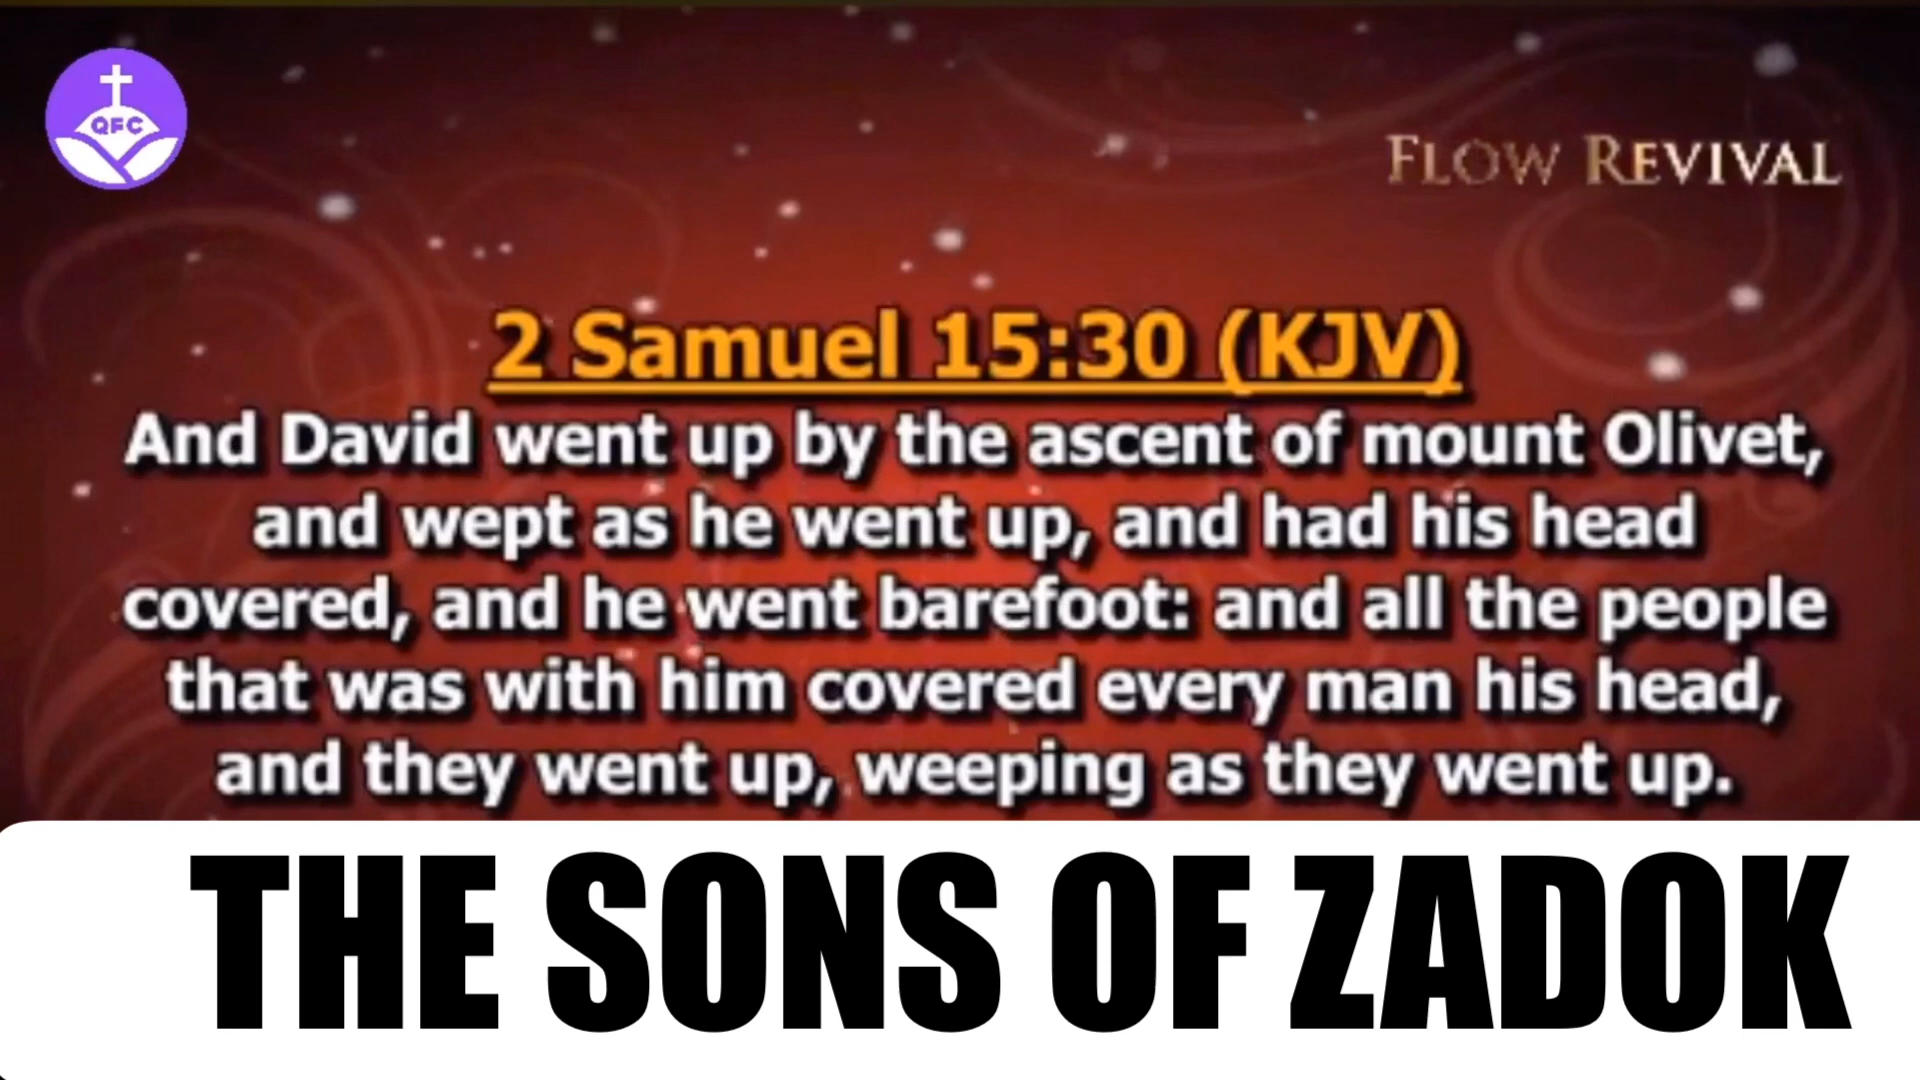 QFC
FLOW REVIVAL
2 Samuel 15:30 (KJV)
And David went up by the ascent of mount Olivet,
and wept as he went up, and had his head
covered, and he went barefoot: and all the people
that was with him covered every man his head,
and they went up, weeping as they went up.
THE SONS OF ZADOK